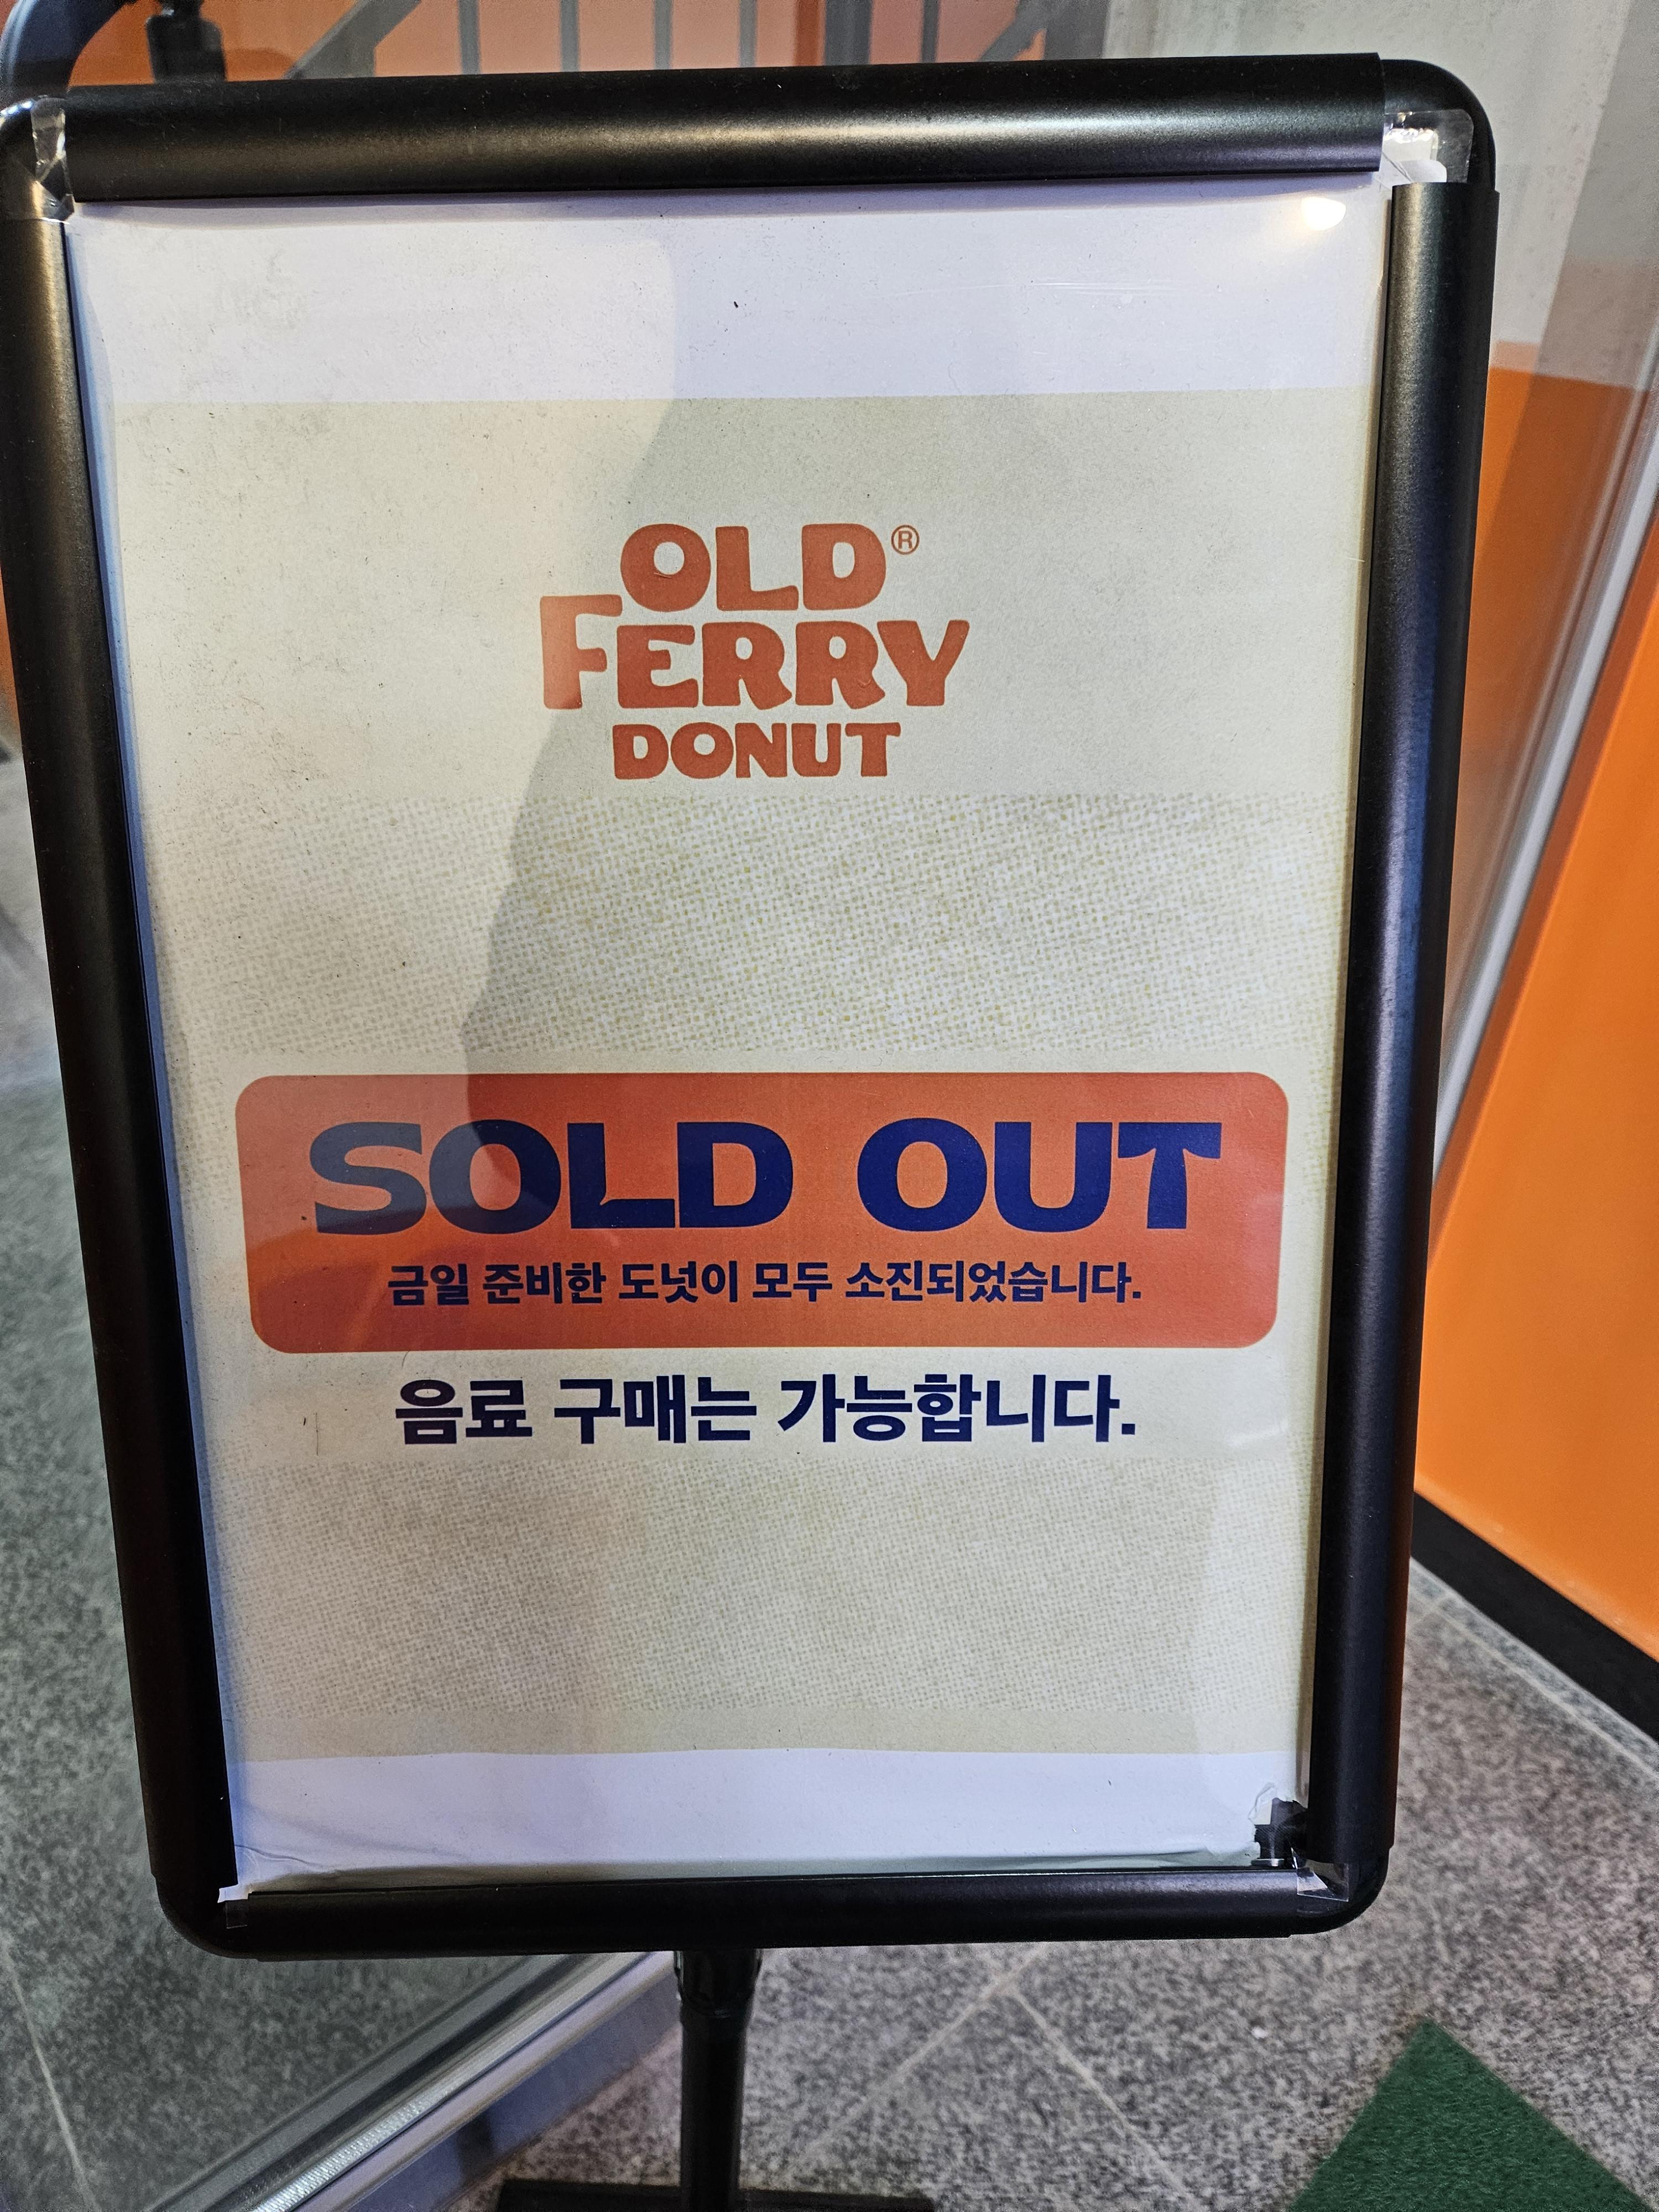 OLD®
FERRY
DONUT
SOLD OUT
금일 준비한 도넛이 모두 소진되었습니다.
음료 구매는 가능합니다.